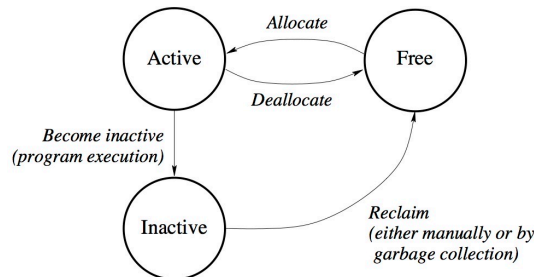 Allocate
Active
Free
Deallocate
Become inactive
(program execution)
Inactive
Reclaim
(either manually or by
garbage collection)